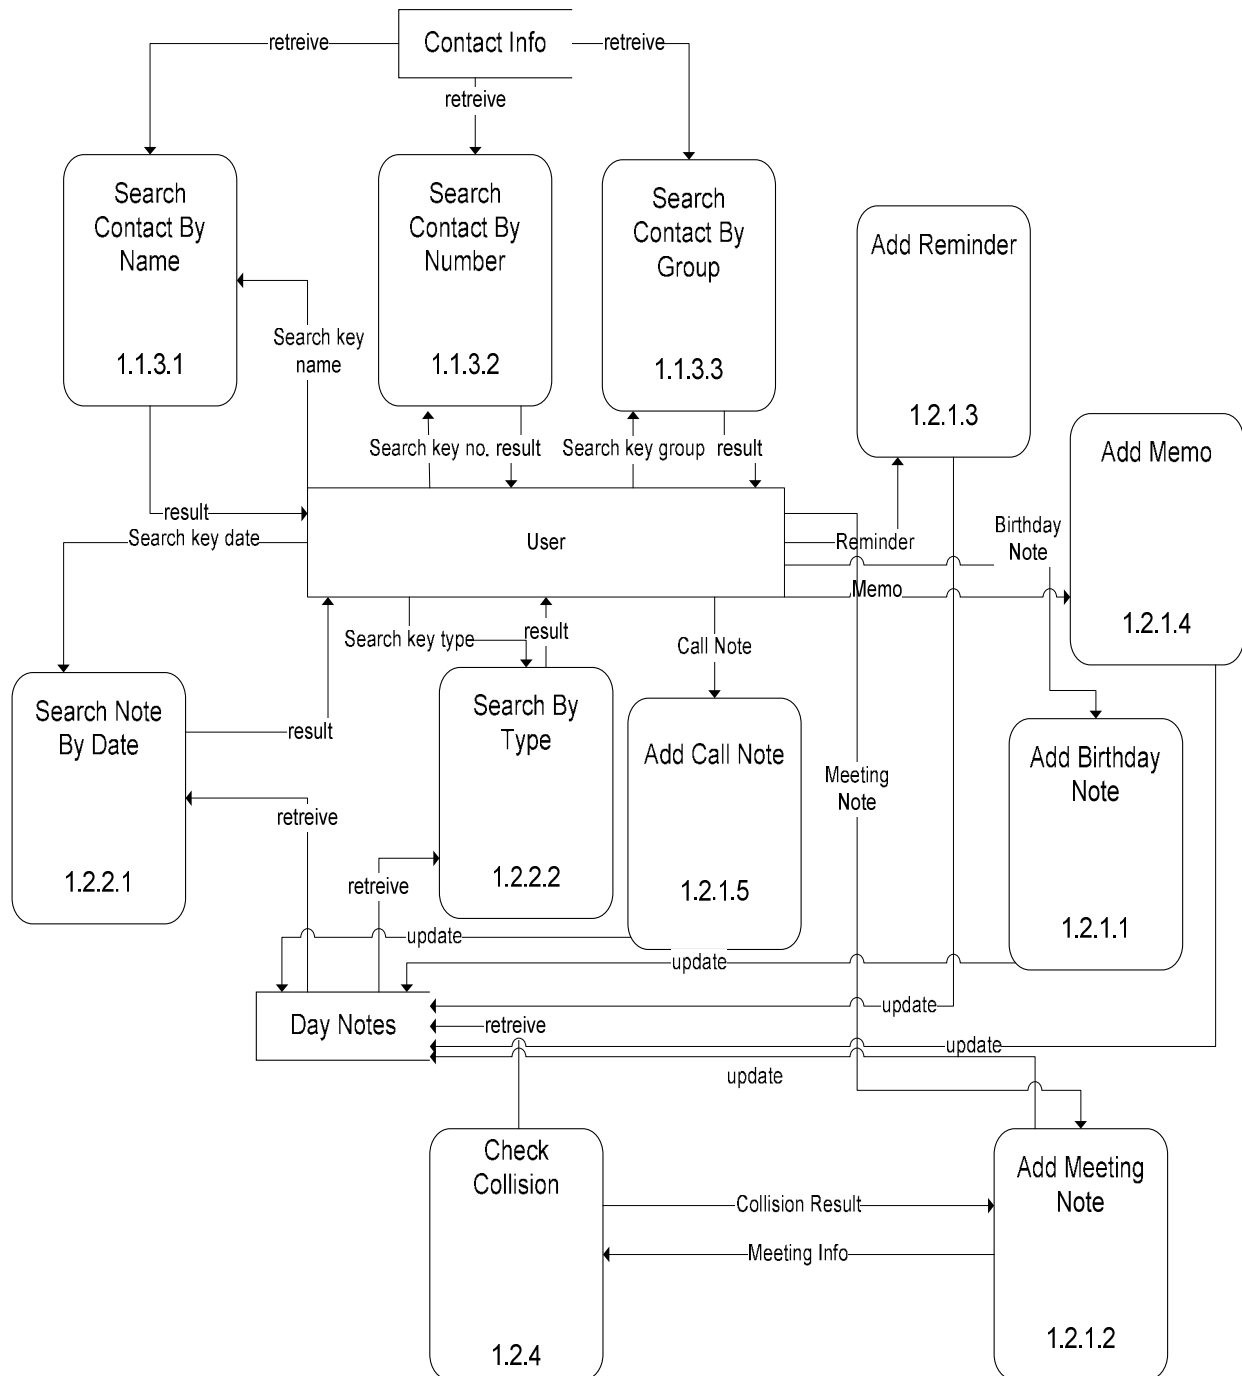 retreive
Contact Info
retreive
retreive
Search
Contact By
Name
1.1.3.1
Search
Contact By
Number
1.1.3.2
Search
Contact By
Group
1.1.3.3
Add Reminder
1.2.1.3
Add Memo
1.2.1.4
Search key
name
Search key no.
result
Search key group
result
result
Search key date
User
Reminder
Birthday
Note
Memo
Search key type
result
Call Note
Search Note
By Date
1.2.2.1
result
Search By
Type
1.2.2.2
Add Call Note
1.2.1.5
Meeting
Note
Add Birthday
Note
1.2.1.1
retreive
retreive
update
update
Day Notes
update
retreive
update
update
Check
Collision
1.2.4
Collision Result
Meeting Info
Add Meeting
Note
1.2.1.2